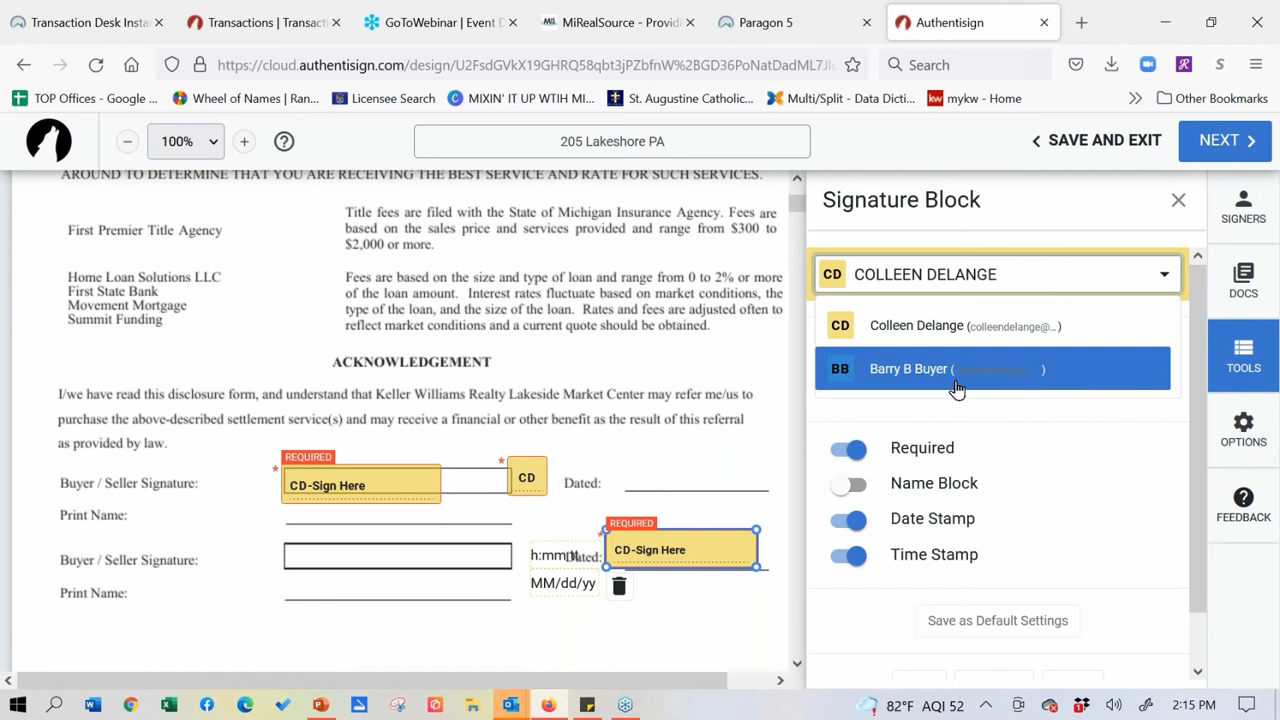 Transaction Desk Insta
Transactions | Transact
GoToWebinar | Event D
MiRealSource - Providi
Paragon 5
Authentisign
https://cloud.authentisign.com/design/
Search
TOP Offices - Google ...
Wheel of Names | Ran...
Licensee Search
MIXIN' IT UP WTIH MI...
St. Augustine Catholic...
Multi/Split - Data Dicti...
mykw - Home
Other Bookmarks
100%
205 Lakeshore PA
SAVE AND EXIT
NEXT
AROUND TO DETERMINE THAT YOU ARE RECEIVING THE BEST SERVICE AND RATE FOR SUCH SERVICES.
First Premier Title Agency
Title fees are filed with the State of Michigan Insurance Agency. Fees are
based on the sales price and services provided and range from $300 to
$2,000 or more.
Home Loan Solutions LLC
First State Bank
Movement Mortgage
Summit Funding
Fees are based on the size and type of loan and range from 0 to 2% or more
of the loan amount. Interest rates fluctuate based on market conditions, the
type of the loan, and the size of the loan. Rates and fees are adjusted often to
reflect market conditions and a current quote should be obtained.
ACKNOWLEDGEMENT
I/we have read this disclosure form, and understand that Keller Williams Realty Lakeside Market Center may refer me/us to
purchase the above-described settlement service(s) and may receive a financial or other benefit as the result of this referral
as provided by law.
REQUIRED
Buyer / Seller Signature:
* CD-Sign Here
* CD
Dated:
Print Name:
REQUIRED
Buyer / Seller Signature:
h:mm
Dated:
* CD-Sign Here
MM/dd/yy
Print Name:
Signature Block
CD COLLEEN DELANGE
CD Colleen Delange (colleendelange@...)
BB Barry B Buyer ( )
Required
Name Block
Date Stamp
Time Stamp
Save as Default Settings
SIGNERS
DOCS
TOOLS
OPTIONS
FEEDBACK
82°F AQI 52
2:15 PM